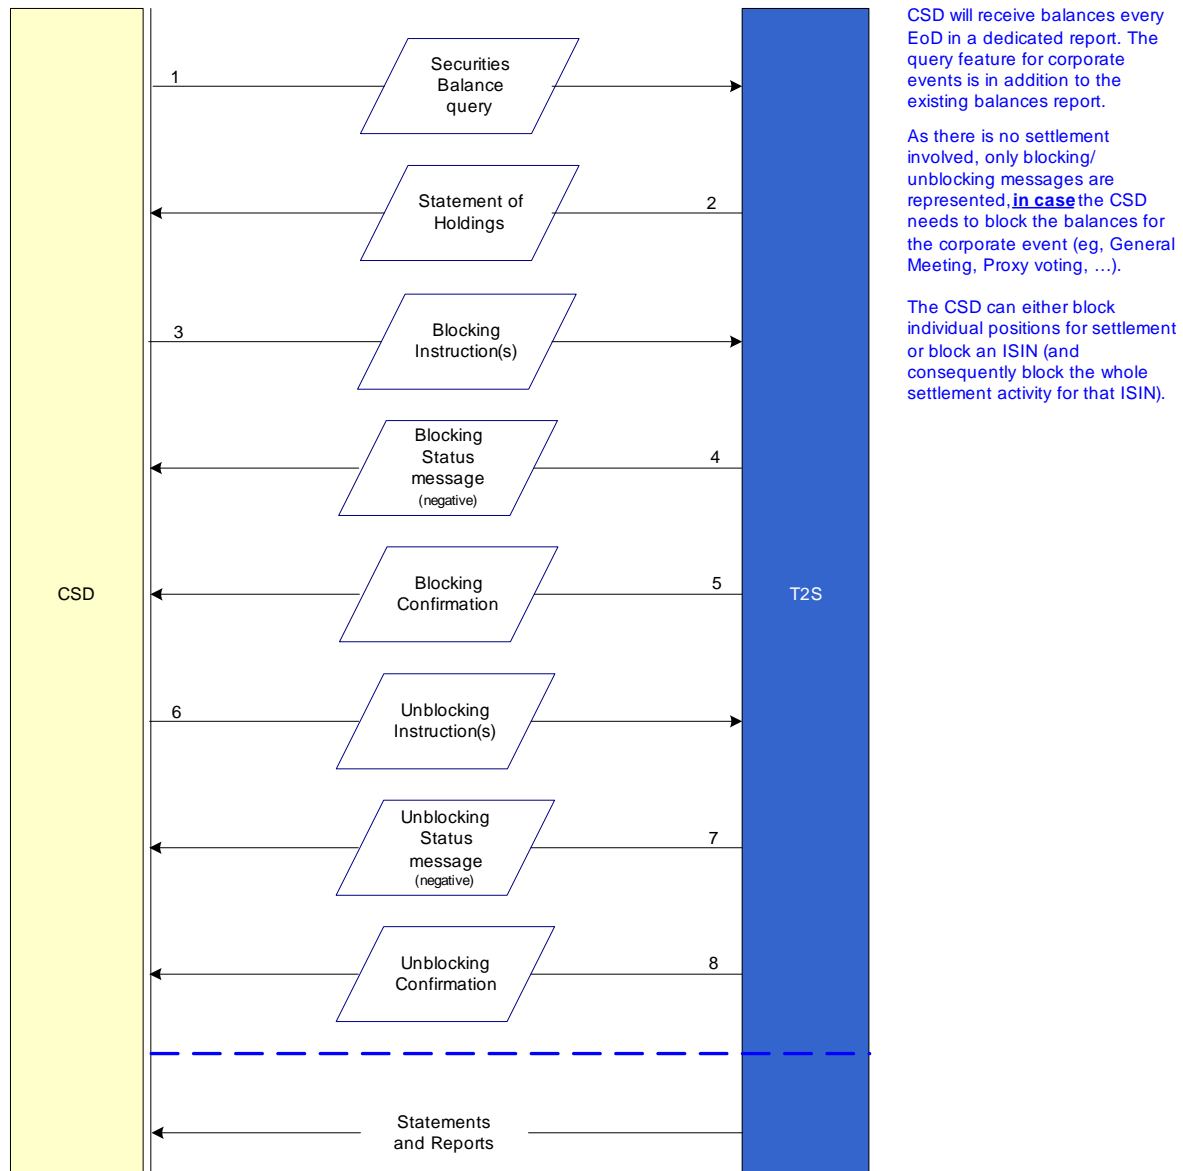 CSD will receive balances every
EoD in a dedicated report. The
query feature for corporate
events is in addition to the
existing balances report.
As there is no settlement
involved, only blocking/
unblocking messages are
represented, in case the CSD
needs to block the balances for
the corporate event (eg, General
Meeting, Proxy voting, …).
The CSD can either block
individual positions for settlement
or block an ISIN (and
consequently block the whole
settlement activity for that ISIN).
1
Securities
Balance
query
Statement of
Holdings
2
3
Blocking
Instruction(s)
Blocking
Status
message
(negative)
4
CSD
Blocking
Confirmation
5
T2S
6
Unblocking
Instruction(s)
Unblocking
Status
message
(negative)
7
Unblocking
Confirmation
8
Statements
and Reports